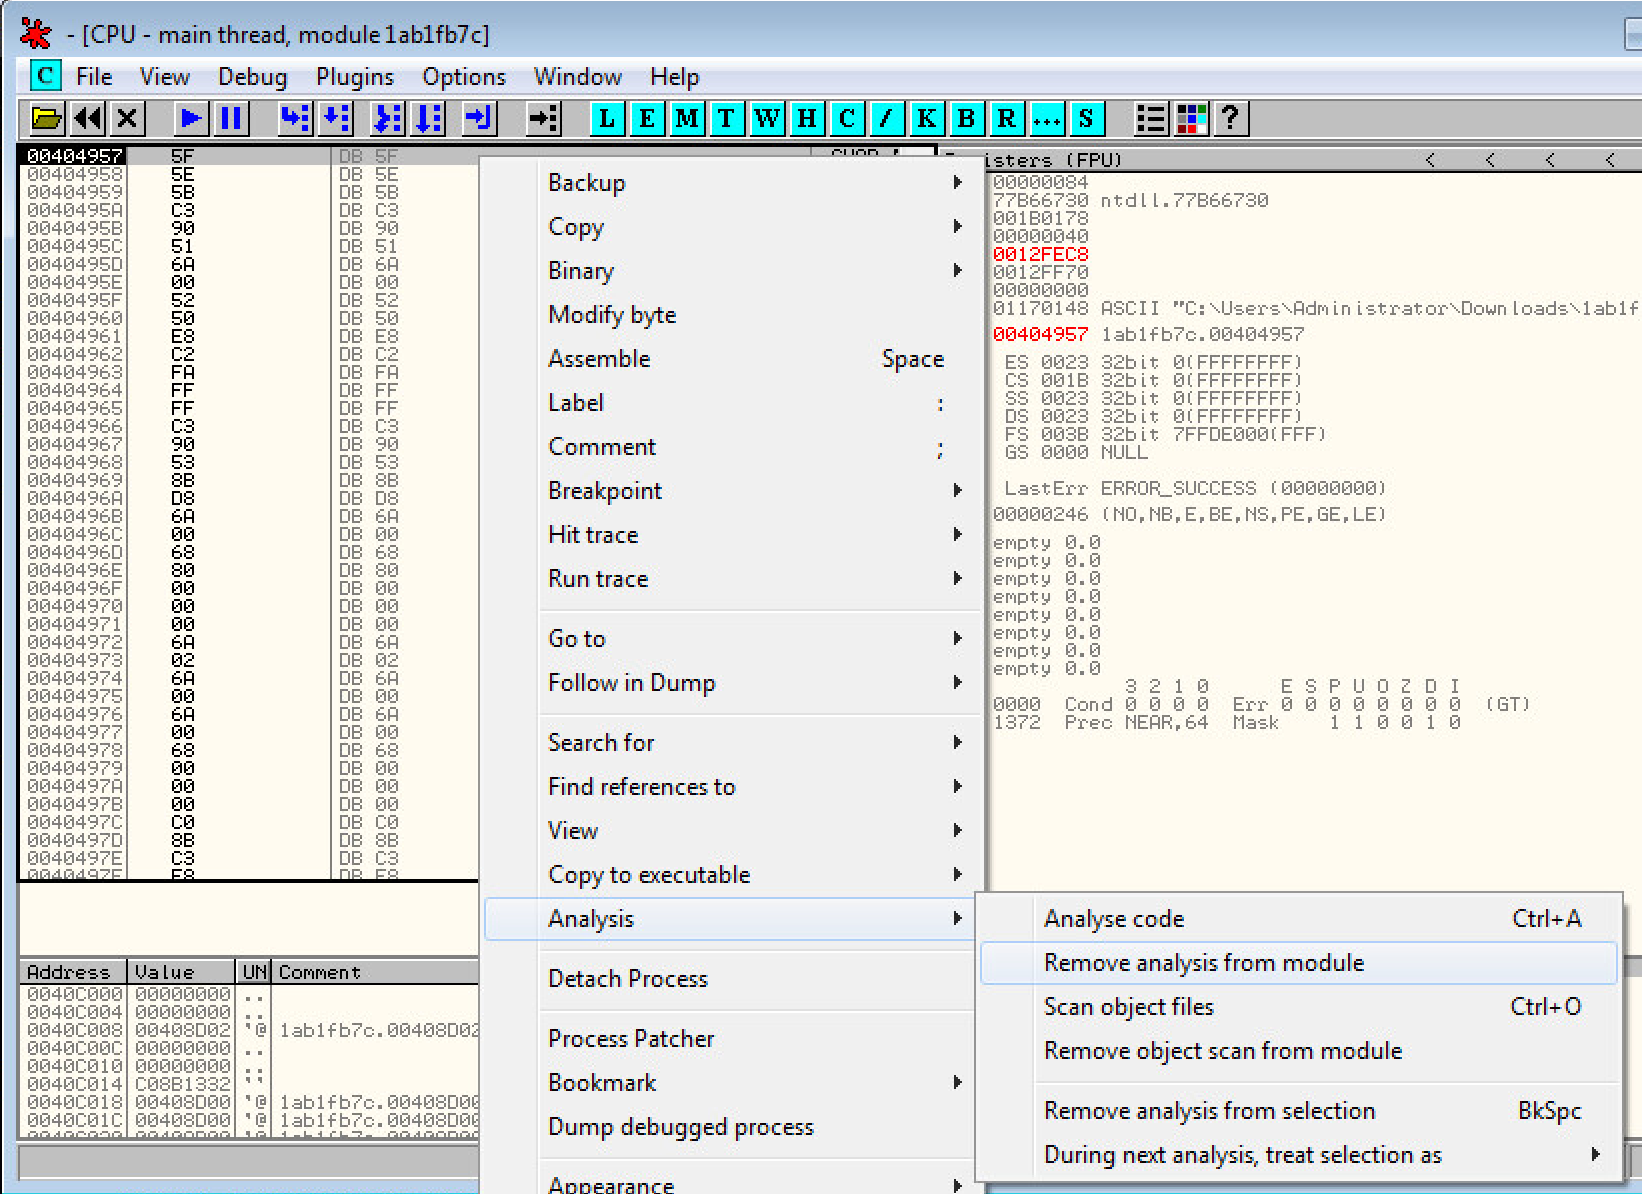 - [CPU - main thread, module 1ab1fb7c]
C File View Debug Plugins Options Window Help
L E M T W H C / K B R ... S ?
00404957 5F DB 5F
00404958 5E DB 5E
00404959 5B DB 5B
0040495A C3 DB C3
0040495B 90 DB 90
0040495C 51 DB 51
0040495D 6A DB 6A
0040495E 00 DB 00
0040495F 52 DB 52
00404960 50 DB 50
00404961 E8 DB E8
00404962 C2 DB C2
00404963 FA DB FA
00404964 FF DB FF
00404965 FF DB FF
00404966 C3 DB C3
00404967 90 DB 90
00404968 53 DB 53
00404969 8B DB 8B
0040496A D8 DB D8
0040496B 6A DB 6A
0040496C 00 DB 00
0040496D 68 DB 68
0040496E 80 DB 80
0040496F 00 DB 00
00404970 00 DB 00
00404971 00 DB 00
00404972 6A DB 6A
00404973 02 DB 02
00404974 6A DB 6A
00404975 00 DB 00
00404976 6A DB 6A
00404977 00 DB 00
00404978 68 DB 68
00404979 00 DB 00
0040497A 00 DB 00
0040497B 00 DB 00
0040497C C0 DB C0
0040497D 8B DB 8B
0040497E C3 DB C3
0040497F E8 DB E8
Backup
Copy
Binary
Modify byte
Assemble Space
Label :
Comment ;
Breakpoint
Hit trace
Run trace
Go to
Follow in Dump
Search for
Find references to
View
Copy to executable
Analysis
Detach Process
Process Patcher
Bookmark
Dump debugged process
Appearance
Analyse code Ctrl+A
Remove analysis from module
Scan object files Ctrl+O
Remove object scan from module
Remove analysis from selection BkSpc
During next analysis, treat selection as
isters (FPU) < < < <
00000084
77B66730 ntdll.77B66730
001B0178
00000040
0012FEC8
0012FF70
00000000
01170148 ASCII "C:\Users\Administrator\Downloads\1ab1f
00404957 1ab1fb7c.00404957
ES 0023 32bit 0(FFFFFFFF)
CS 001B 32bit 0(FFFFFFFF)
SS 0023 32bit 0(FFFFFFFF)
DS 0023 32bit 0(FFFFFFFF)
FS 003B 32bit 7FFDE000(FFF)
GS 0000 NULL
LastErr ERROR_SUCCESS (00000000)
00000246 (NO,NB,E,BE,NS,PE,GE,LE)
empty 0.0
empty 0.0
empty 0.0
empty 0.0
empty 0.0
empty 0.0
empty 0.0
empty 0.0
3 2 1 0 E S P U O Z D I
0000 Cond 0 0 0 0 Err 0 0 0 0 0 0 0 0 (GT)
1372 Prec NEAR,64 Mask 1 1 0 0 1 0
Address Value UN Comment
0040C000 00000000 ..
0040C004 00000000 ..
0040C008 00408D02 '@ 1ab1fb7c.00408D02
0040C00C 00000000 ..
0040C010 00000000 ..
0040C014 C08B1332
0040C018 00408D00 '@ 1ab1fb7c.00408D00
0040C01C 00408D00 '@ 1ab1fb7c.00408D00